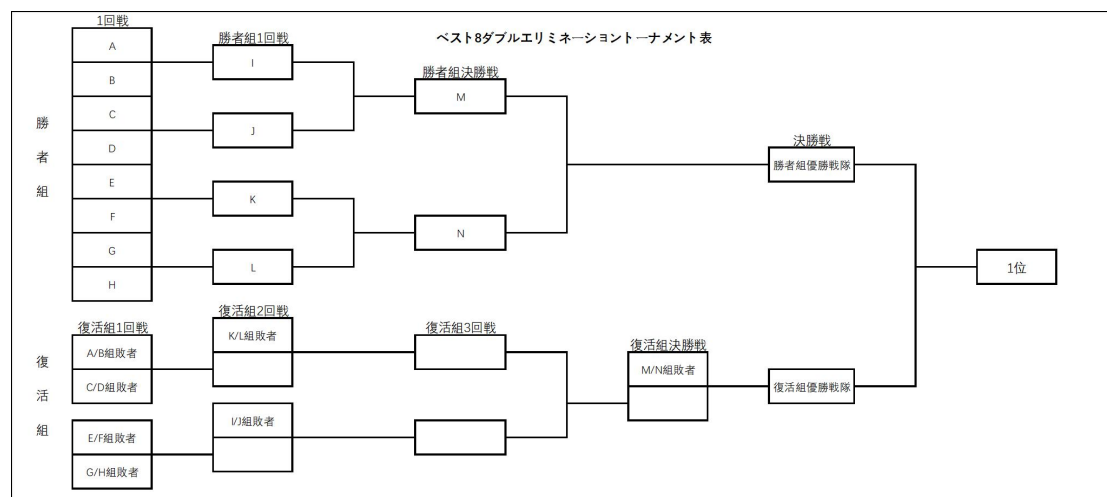 ベスト8ダブルエリミネーショントーナメント表
勝者組
1回戦
A
B
C
D
E
F
G
H
勝者組1回戦
I
J
K
L
勝者組決勝戦
M
N
決勝戦
勝者組優勝戦隊
1位
復活組
復活組1回戦
A/B組敗者
C/D組敗者
E/F組敗者
G/H組敗者
復活組2回戦
K/L組敗者
I/J組敗者
復活組3回戦
復活組決勝戦
M/N組敗者
復活組優勝戦隊